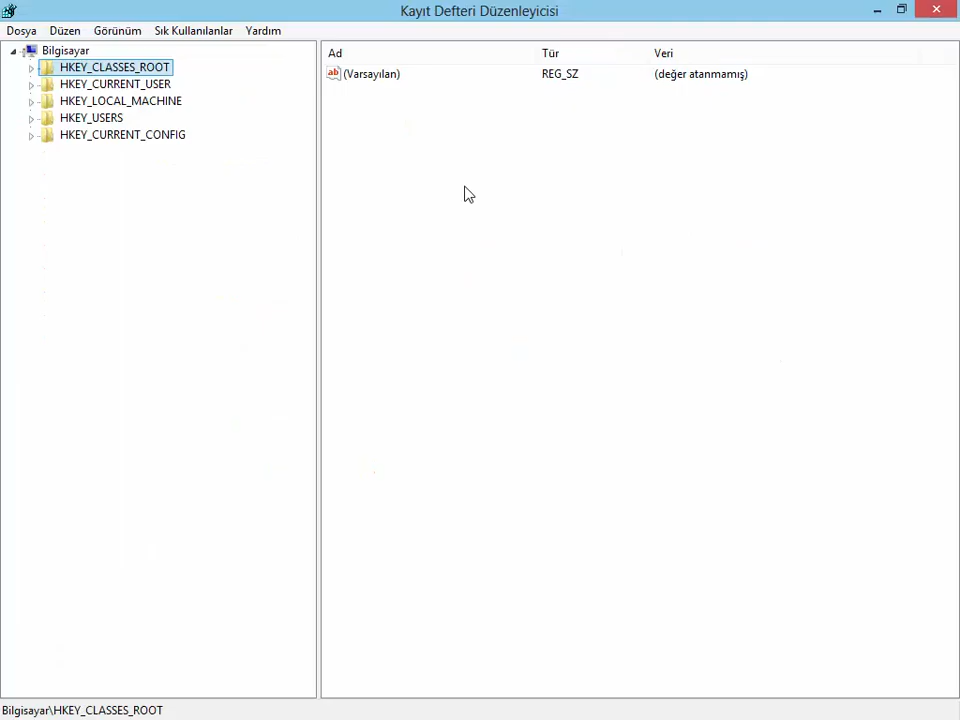 Kayıt Defteri Düzenleyicisi
Dosya Düzen Görünüm Sık Kullanılanlar Yardım
Bilgisayar
HKEY_CLASSES_ROOT
HKEY_CURRENT_USER
HKEY_LOCAL_MACHINE
HKEY_USERS
HKEY_CURRENT_CONFIG
Ad Tür Veri
ab (Varsayılan) REG_SZ (değer atanmamış)
Bilgisayar\HKEY_CLASSES_ROOT